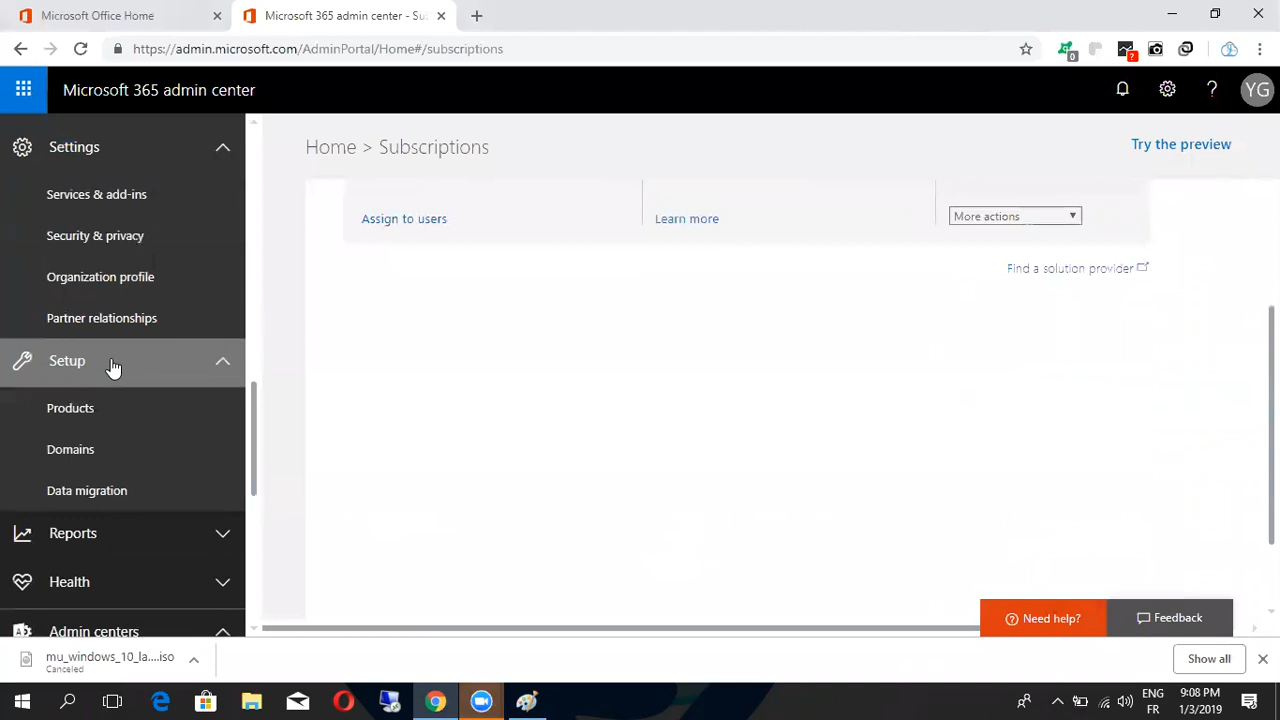 Microsoft Office Home
Microsoft 365 admin center - Su
https://admin.microsoft.com/AdminPortal/Home#/subscriptions
0
?
Microsoft 365 admin center
?
YG
Settings
Services & add-ins
Security & privacy
Organization profile
Partner relationships
Setup
Products
Domains
Data migration
Reports
Health
Admin centers
Home > Subscriptions
Try the preview
Assign to users
Learn more
More actions
Find a solution provider
Need help?
Feedback
mu_windows_10_la....iso
Canceled
Show all
ENG
FR
9:08 PM
1/3/2019